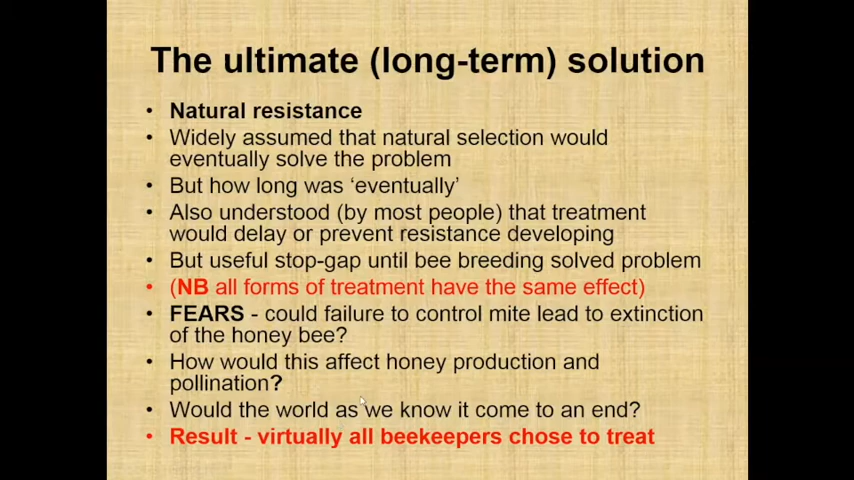 The ultimate (long-term) solution
• Natural resistance
• Widely assumed that natural selection would
eventually solve the problem
• But how long was ‘eventually’
• Also understood (by most people) that treatment
would delay or prevent resistance developing
• But useful stop-gap until bee breeding solved problem
• (NB all forms of treatment have the same effect)
• FEARS - could failure to control mite lead to extinction
of the honey bee?
• How would this affect honey production and
pollination?
• Would the world as we know it come to an end?
• Result - virtually all beekeepers chose to treat